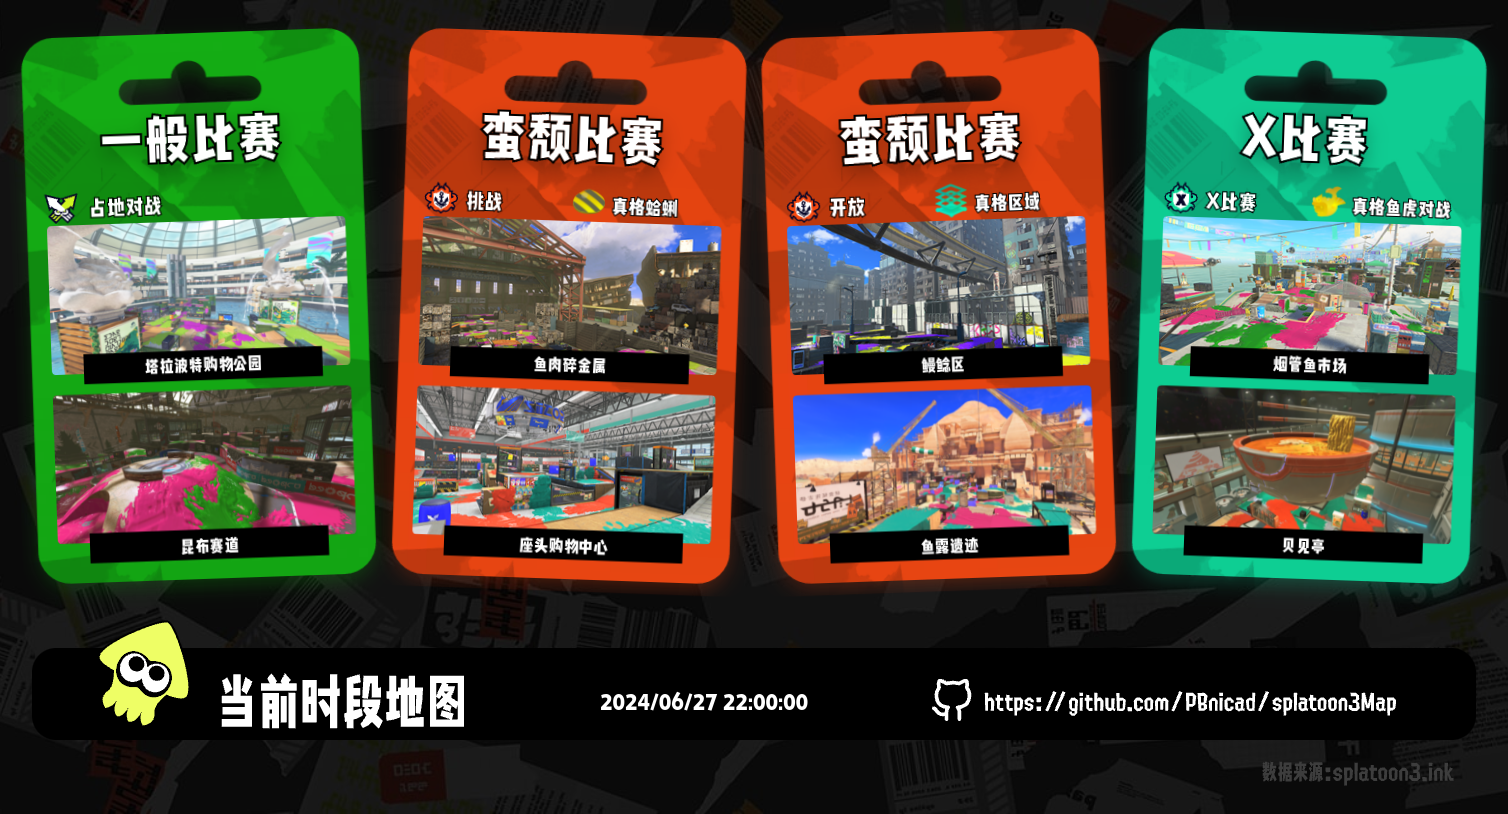 一般比赛
占地对战
塔拉波特购物公园
昆布赛道
蛮颓比赛
挑战
真格蛤蜊
鱼肉碎金属
座头购物中心
蛮颓比赛
开放
真格区域
鳗鲶区
鱼露遗迹
X比赛
X比赛
真格鱼虎对战
烟管鱼市场
贝见亭
当前时段地图
2024/06/27 22:00:00
https://github.com/PBnicad/splatoon3Map
数据来源:splatoon3.ink